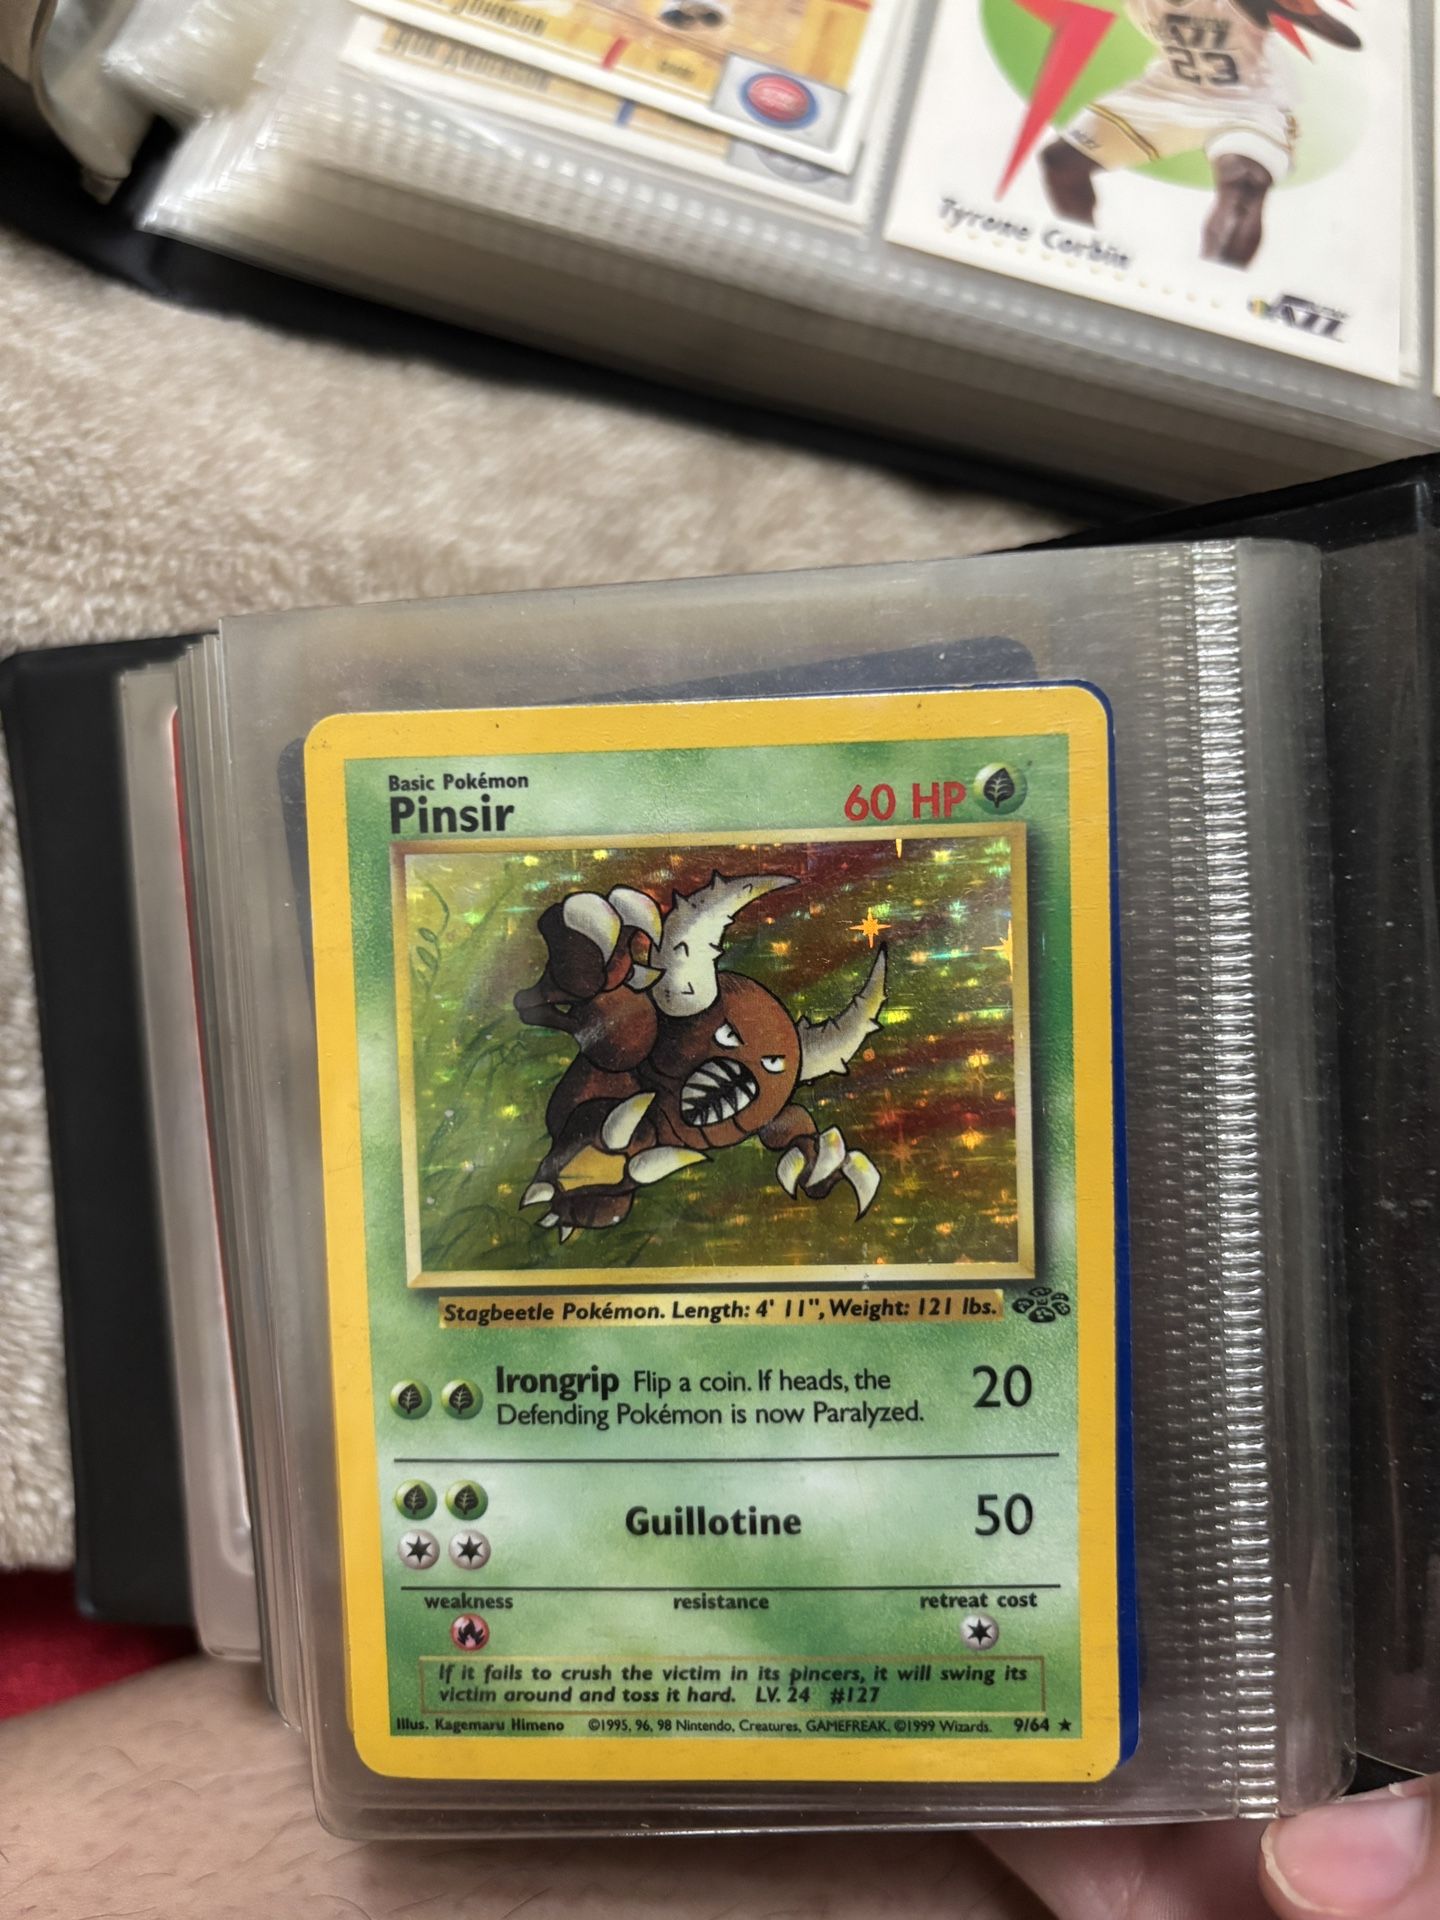 JOHNSON
23
Tyrone Corbin
JAZZ
Basic Pokémon
Pinsir
60 HP
Stagbeetle Pokémon. Length: 4' 11", Weight: 121 lbs.
Irongrip Flip a coin. If heads, the
Defending Pokémon is now Paralyzed.
20
Guillotine
50
weakness
resistance
retreat cost
If it fails to crush the victim in its pincers, it will swing its
victim around and toss it hard. LV. 24 #127
Illus. Kagemaru Himeno ©1995, 96, 98 Nintendo, Creatures, GAMEFREAK. ©1999 Wizards. 9/64 ★